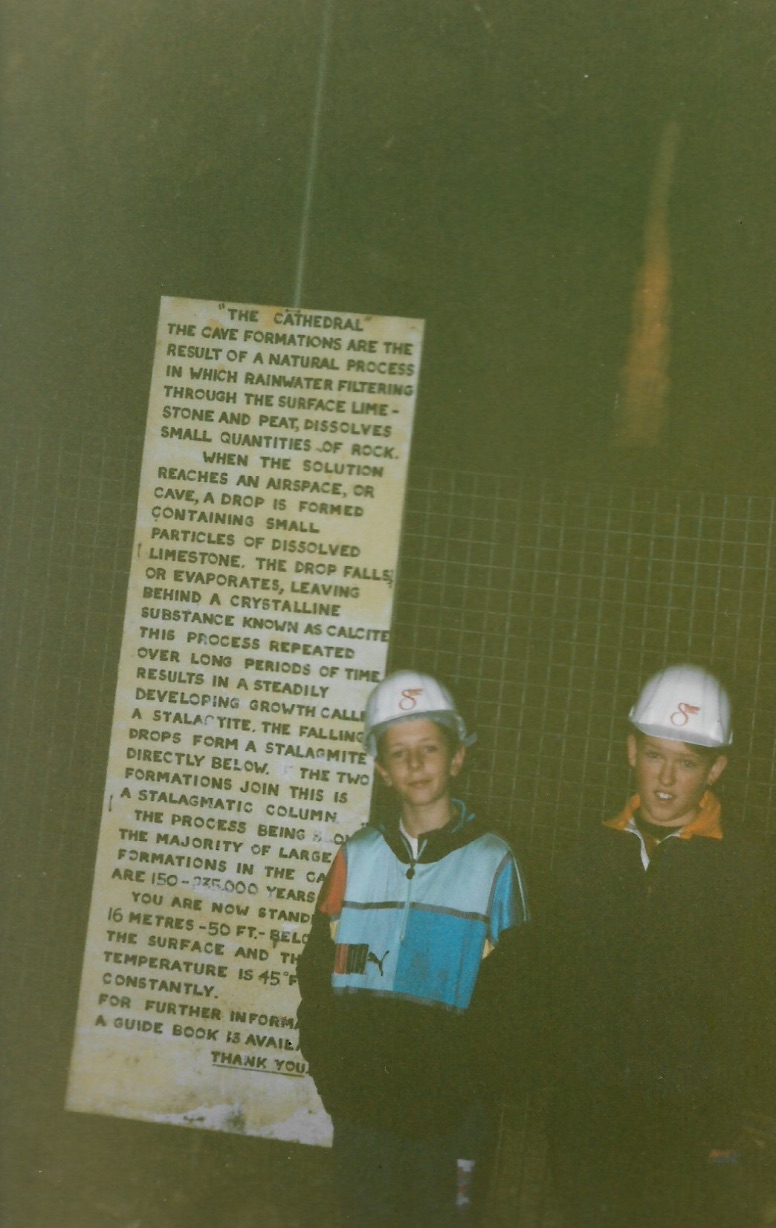 "THE CATHEDRAL"
THE CAVE FORMATIONS ARE THE
RESULT OF A NATURAL PROCESS
IN WHICH RAINWATER FILTERING
THROUGH THE SURFACE LIME-
STONE AND PEAT, DISSOLVES
SMALL QUANTITIES OF ROCK.
WHEN THE SOLUTION
REACHES AN AIRSPACE, OR
CAVE, A DROP IS FORMED
CONTAINING SMALL
PARTICLES OF DISSOLVED
LIMESTONE. THE DROP FALLS
OR EVAPORATES, LEAVING
BEHIND A CRYSTALLINE
SUBSTANCE KNOWN AS CALCITE
THIS PROCESS REPEATED
OVER LONG PERIODS OF TIME
RESULTS IN A STEADILY
DEVELOPING GROWTH
A STALACTITE. THE FALLING
DROPS FORM A STALAGMITE
DIRECTLY BELOW. THE TWO
FORMATIONS JOIN THIS IS
A STALAGMATIC COLUMN
THE PROCESS BEING
THE MAJORITY OF LARGE
FORMATIONS IN THE
ARE 150-235,000 YEARS
YOU ARE NOW
16 METRES-50 FT.-
THE SURFACE AND
TEMPERATURE IS 45°F
CONSTANTLY.
FOR FURTHER
A GUIDE BOOK IS
THANK YOU.